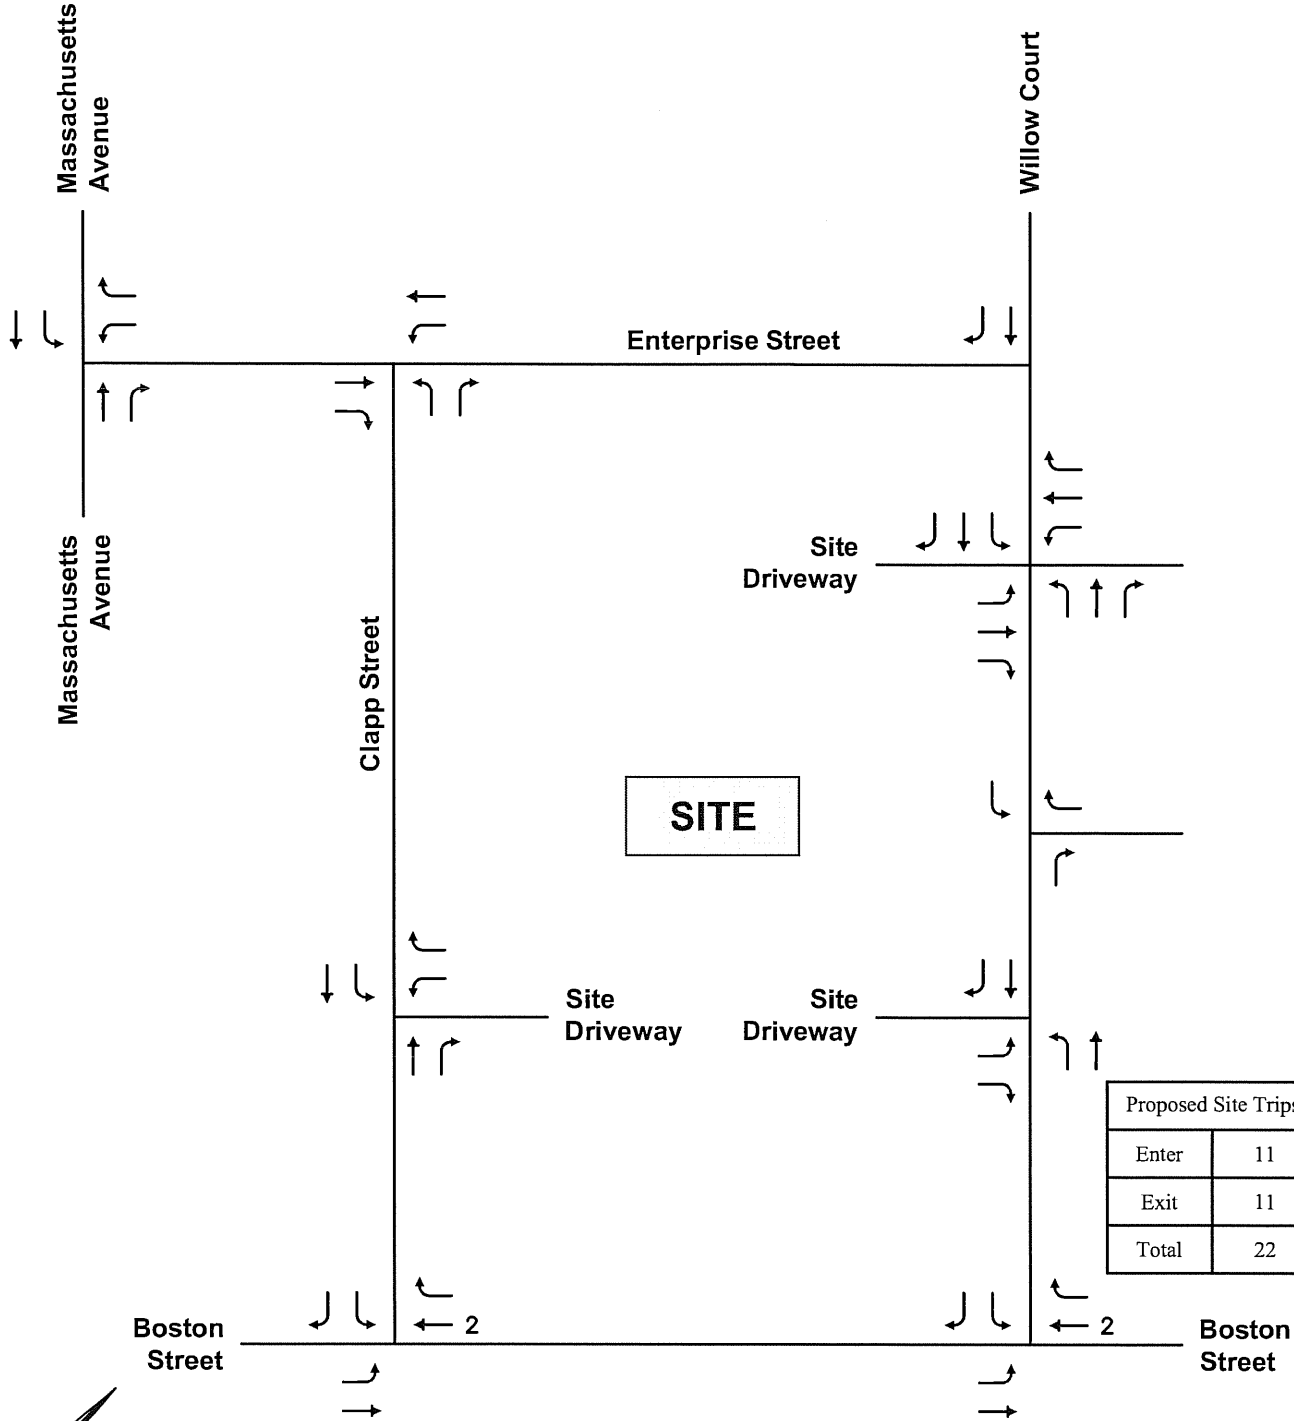 Massachusetts
Avenue
Willow Court
Enterprise Street
Massachusetts
Avenue
Site
Driveway
Clapp Street
SITE
Site
Driveway
Site
Driveway
Proposed Site Trips
Enter 11
Exit 11
Total 22
Boston
Street
2
2
Boston
Street